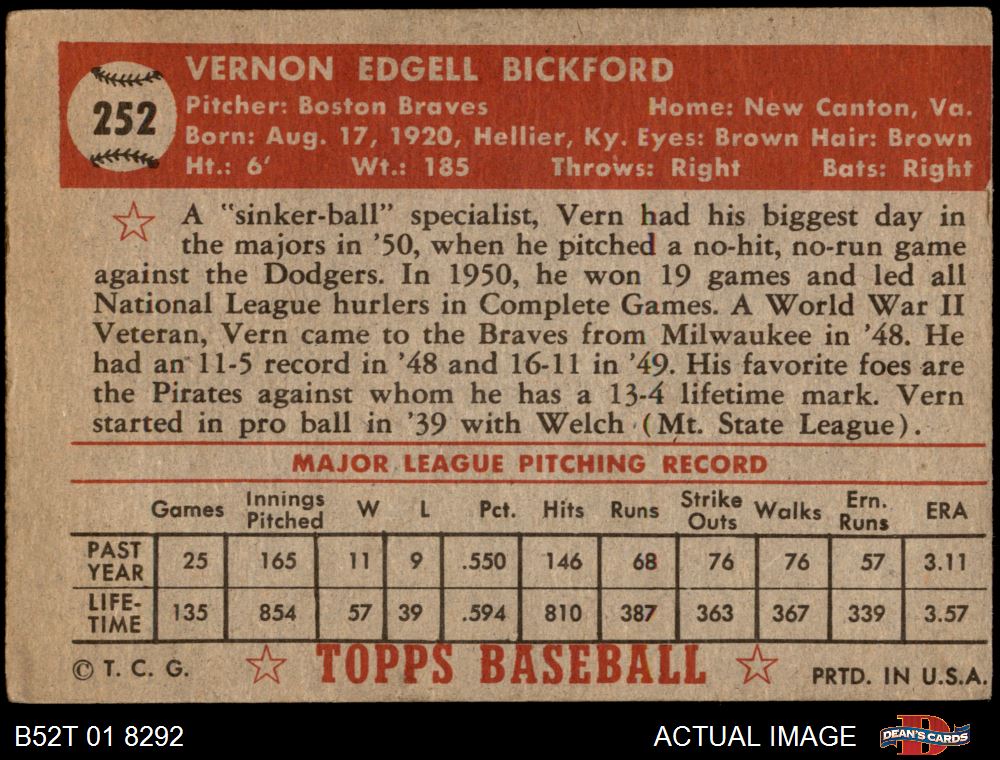 252
VERNON EDGELL BICKFORD
Pitcher: Boston Braves Home: New Canton, Va.
Born: Aug. 17, 1920, Hellier, Ky. Eyes: Brown Hair: Brown
Ht.: 6' Wt.: 185 Throws: Right Bats: Right
A "sinker-ball" specialist, Vern had his biggest day in
the majors in '50, when he pitched a no-hit, no-run game
against the Dodgers. In 1950, he won 19 games and led all
National League hurlers in Complete Games. A World War II
Veteran, Vern came to the Braves from Milwaukee in '48. He
had an 11-5 record in '48 and 16-11 in '49. His favorite foes are
the Pirates against whom he has a 13-4 lifetime mark. Vern
started in pro ball in '39 with Welch (Mt. State League).
MAJOR LEAGUE PITCHING RECORD
Games Innings Pitched W L Pct. Hits Runs Strike Outs Walks Ern. Runs ERA
PAST YEAR 25 165 11 9 .550 146 68 76 76 57 3.11
LIFE-TIME 135 854 57 39 .594 810 387 363 367 339 3.57
© T. C. G. TOPPS BASEBALL PRTD. IN U.S.A.
B52T 01 8292 ACTUAL IMAGE DEAN'S CARDS